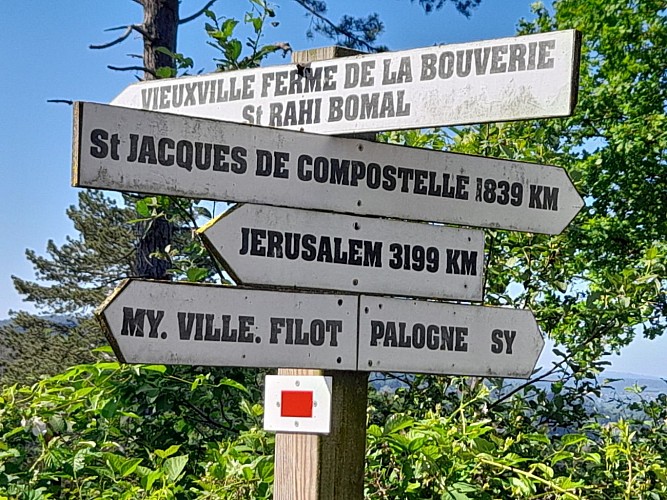 VIEUXVILLE FERME DE LA BOUVERIE
St RAHI BOMAL
St JACQUES DE COMPOSTELLE 1839 KM
JERUSALEM 3199 KM
MY. VILLE. FILOT PALOGNE SY